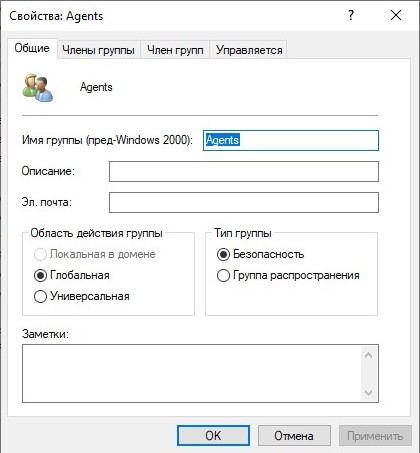 Свойства: Agents
Общие Члены группы Член групп Управляется
Agents
Имя группы (пред-Windows 2000): Agents
Описание:
Эл. почта:
Область действия группы Тип группы
Локальная в домене Безопасность
Глобальная Группа распространения
Универсальная
Заметки:
OK Отмена Применить